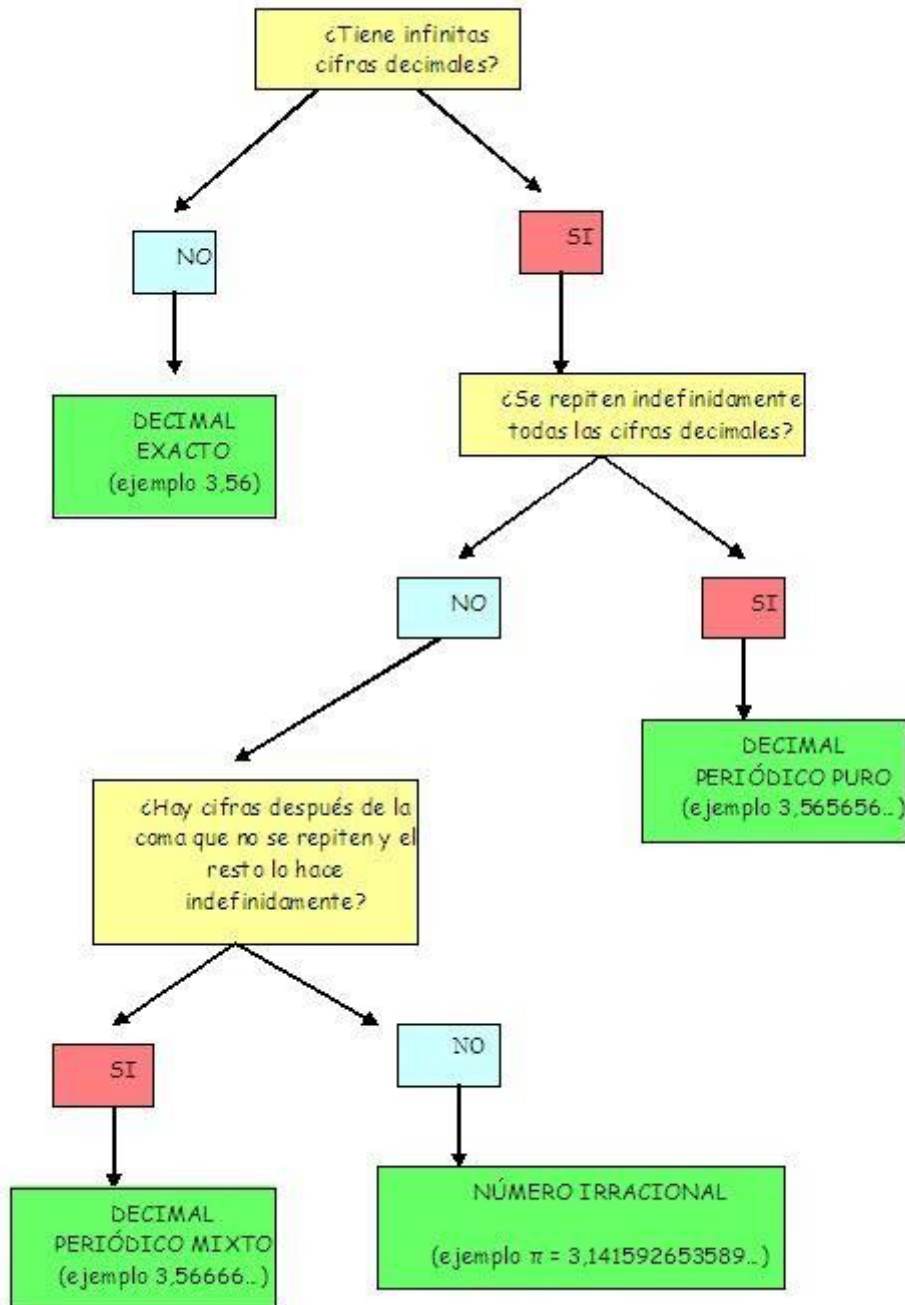 ¿Tiene infinitas
cifras decimales?
NO
SI
DECIMAL
EXACTO
(ejemplo 3,56)
¿Se repiten indefinidamente
todas las cifras decimales?
NO
SI
DECIMAL
PERIÓDICO PURO
(ejemplo 3,565656...)
¿Hay cifras después de la
coma que no se repiten y el
resto lo hace
indefinidamente?
SI
NO
DECIMAL
PERIÓDICO MIXTO
(ejemplo 3,56666...)
NÚMERO IRRACIONAL
(ejemplo π = 3,141592653589...)